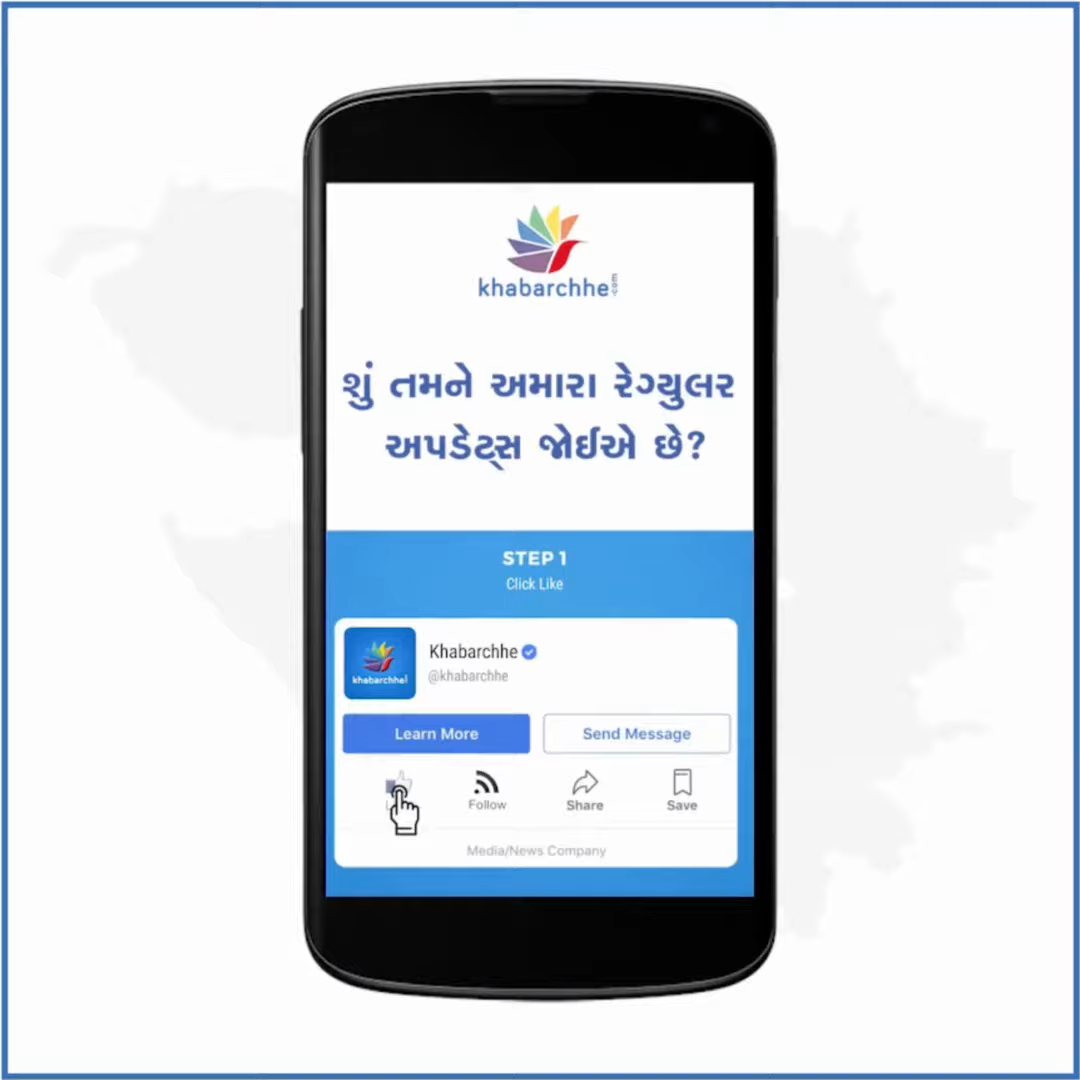 khabarchhe.com
શું તમને અમારા રેગ્યુલર
અપડેટ્સ જોઈએ છે?
STEP 1
Click Like
khabarchhe
Khabarchhe
@khabarchhe
Learn More
Send Message
Follow
Share
Save
Media/News Company